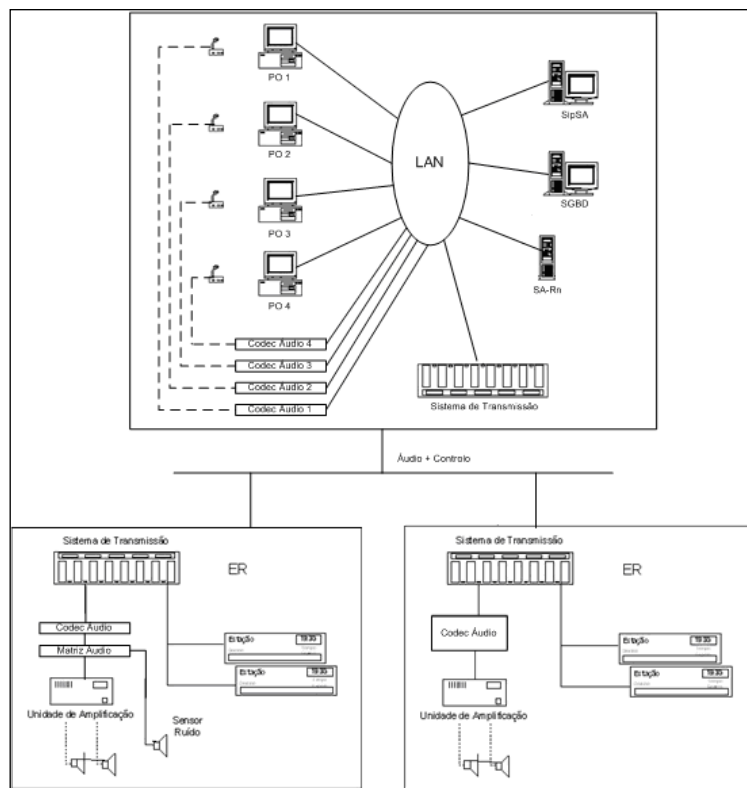 PO 1
PO 2
PO 3
PO 4
LAN
SipSA
SGBD
SA-Rn
Codec Áudio 4
Codec Áudio 3
Codec Áudio 2
Codec Áudio 1
Sistema de Transmissão
Áudio + Controlo
Sistema de Transmissão
ER
Codec Áudio
Matriz Áudio
Unidade de Amplificação
Sensor
Ruído
Estação
Estação
Sistema de Transmissão
ER
Codec Áudio
Unidade de Amplificação
Estação
Estação